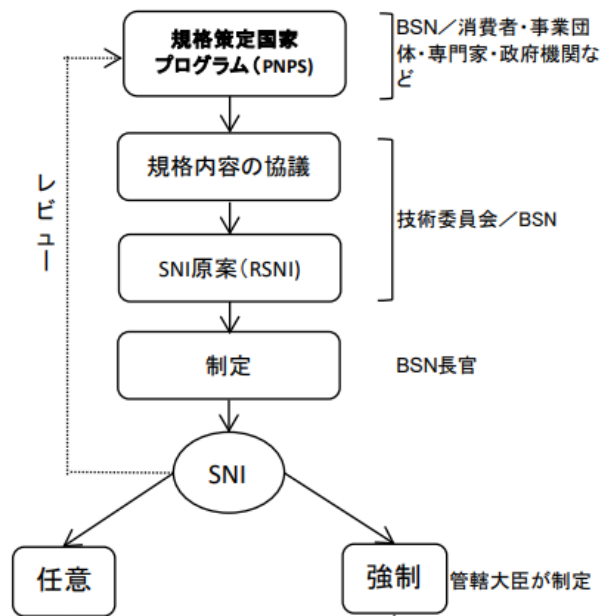 規格策定国家
プログラム（PNPS)
BSN／消費者・事業団
体・専門家・政府機関な
ど
規格内容の協議
レビュー
技術委員会／BSN
SNI原案（RSNI)
制定
BSN長官
SNI
任意
強制
管轄大臣が制定